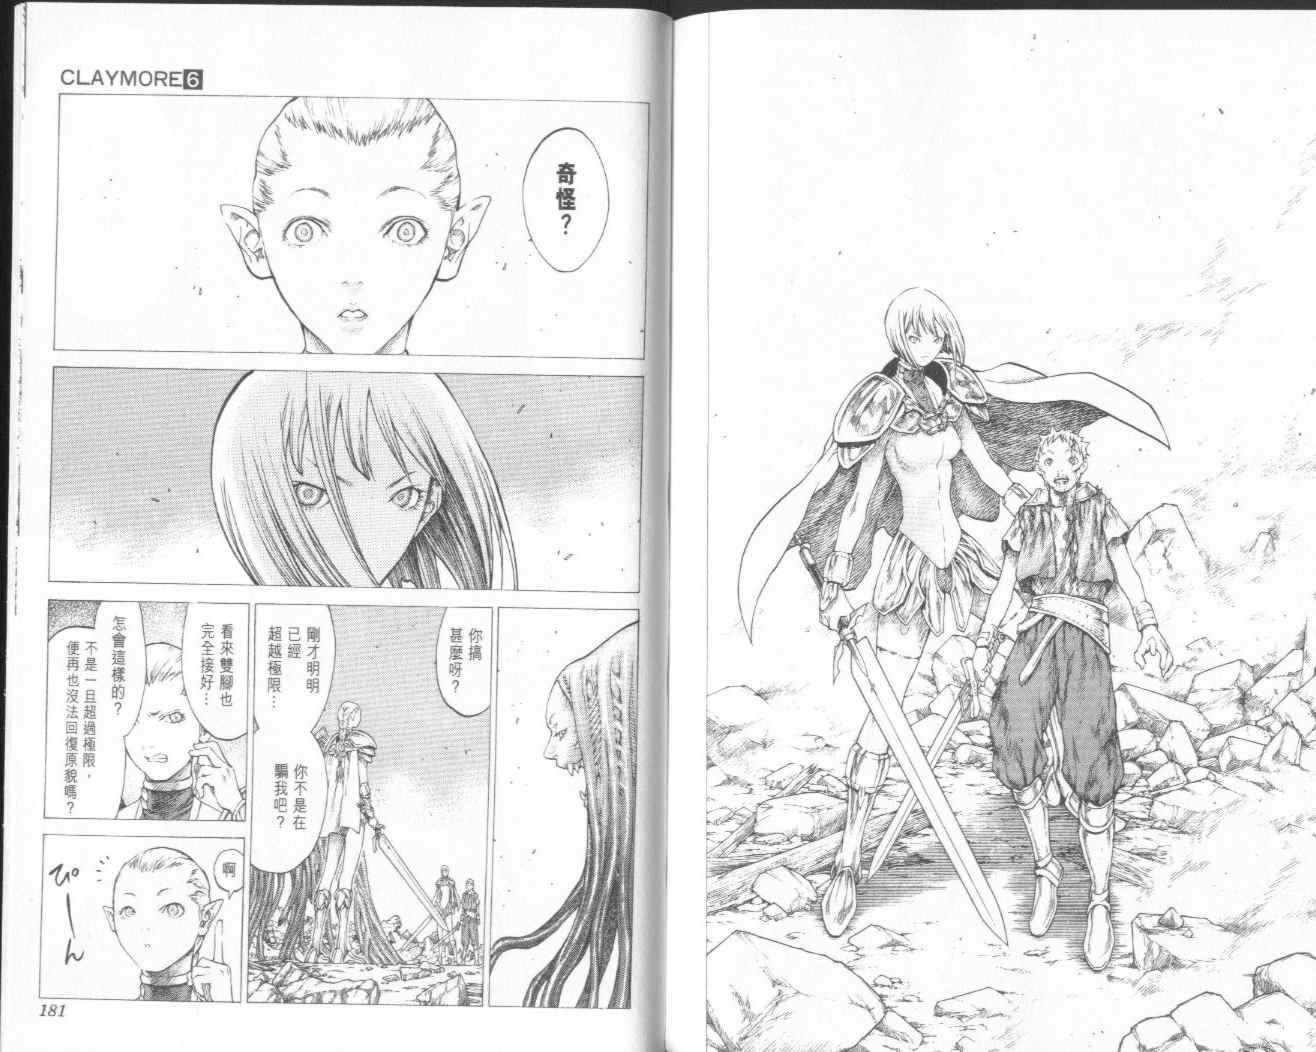 CLAYMORE 6
奇怪？
你搞
甚麼呀？
剛才明明
已經
超越極限…
你不是在
騙我吧？
看來雙腳也
完全接好…
怎會這樣的？
不是一旦超過極限，
便再也沒法回復原貌嗎？
啊
ぴーん
181